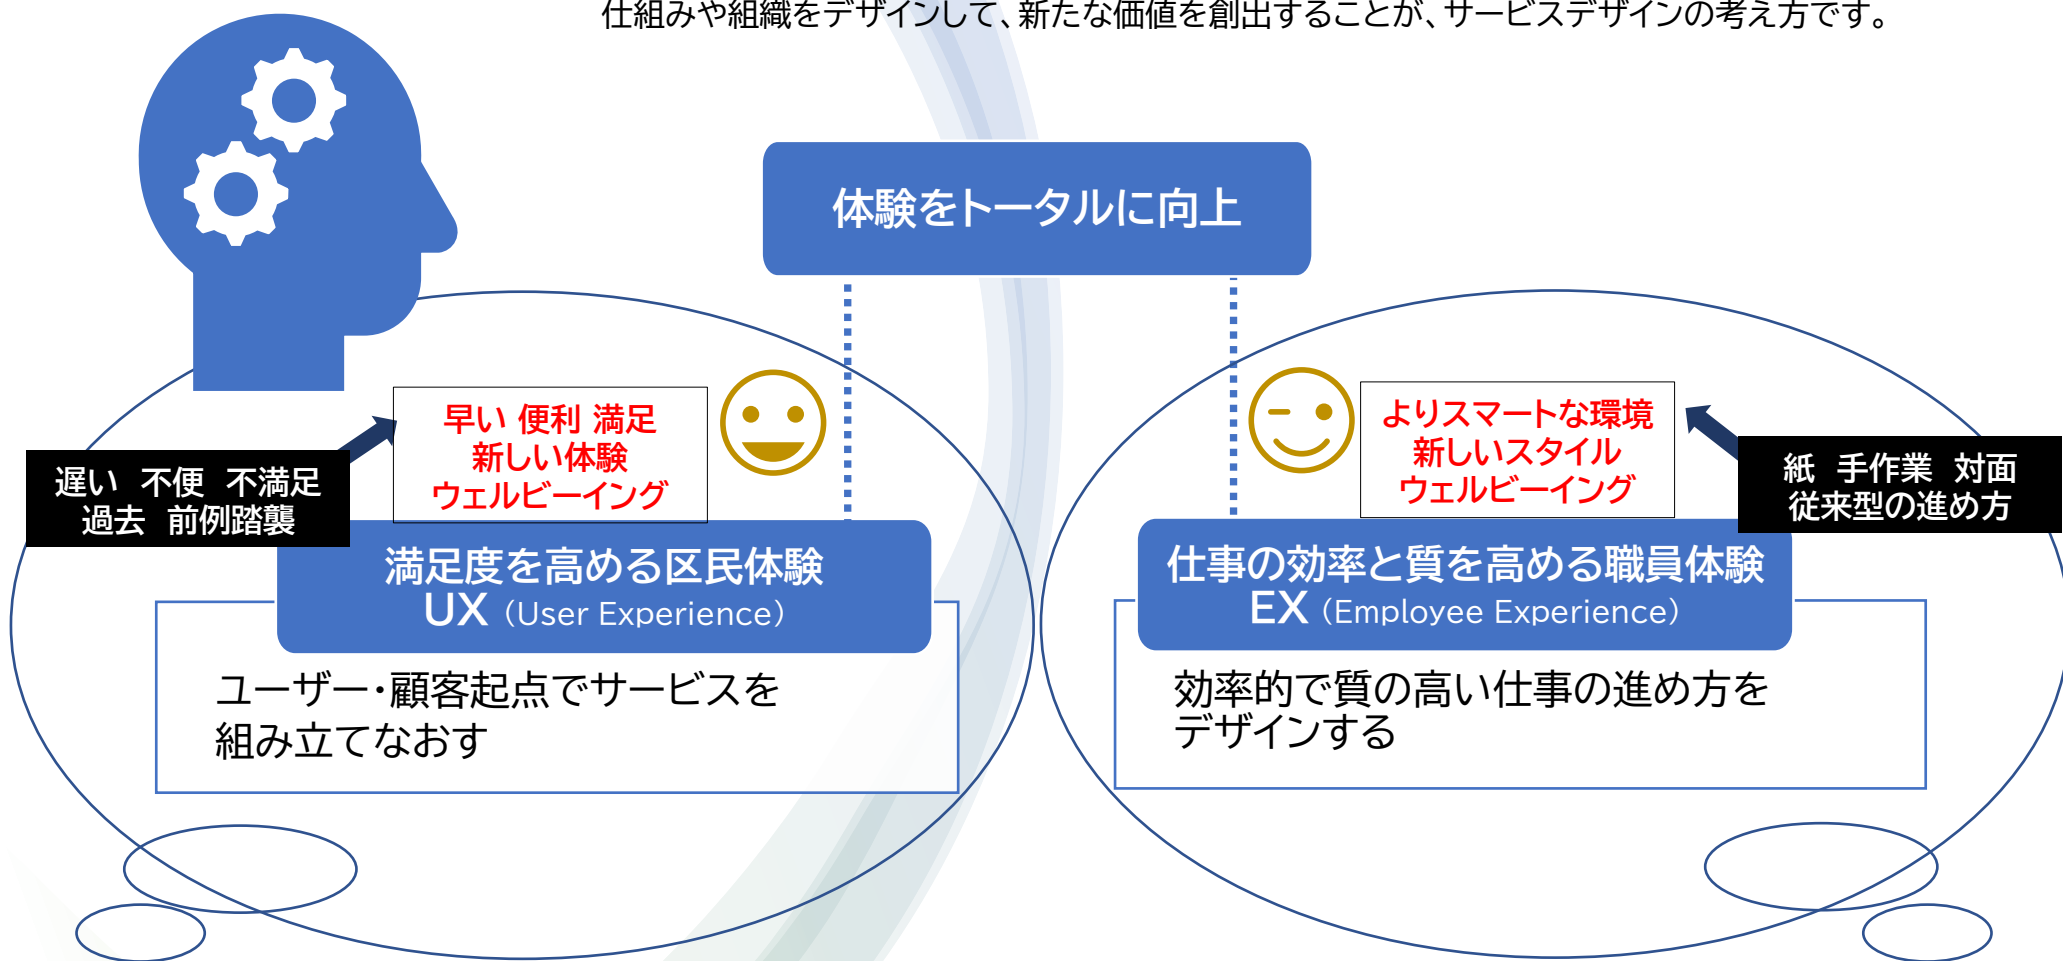 仕組みや組織をデザインして、新たな価値を創出することが、サービスデザインの考え方です。
体験をトータルに向上
早い 便利 満足
新しい体験
ウェルビーイング
遅い 不便 不満足
過去 前例踏襲
満足度を高める区民体験
UX（User Experience）
ユーザー・顧客起点でサービスを
組み立てなおす
よりスマートな環境
新しいスタイル
ウェルビーイング
紙 手作業 対面
従来型の進め方
仕事の効率と質を高める職員体験
EX（Employee Experience）
効率的で質の高い仕事の進め方を
デザインする